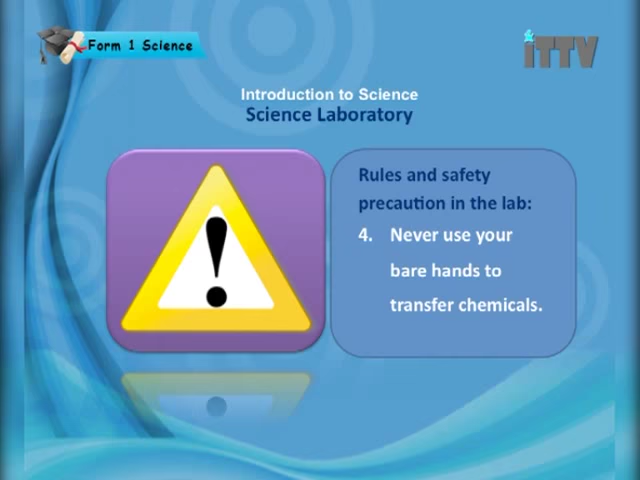 Form 1 Science
iTTV
Introduction to Science
Science Laboratory
Rules and safety
precaution in the lab:
4. Never use your
bare hands to
transfer chemicals.
!